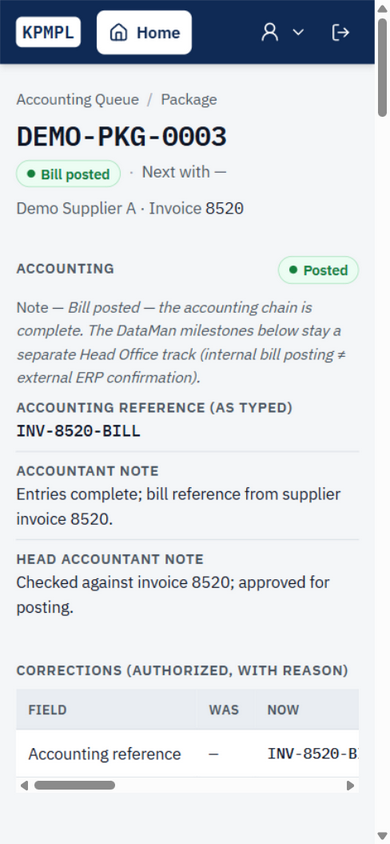 KPMPL Home
Accounting Queue / Package
DEMO-PKG-0003
Bill posted · Next with —
Demo Supplier A · Invoice 8520
ACCOUNTING Posted
Note — Bill posted — the accounting chain is
complete. The DataMan milestones below stay a
separate Head Office track (internal bill posting ≠
external ERP confirmation).
ACCOUNTING REFERENCE (AS TYPED)
INV-8520-BILL
ACCOUNTANT NOTE
Entries complete; bill reference from supplier
invoice 8520.
HEAD ACCOUNTANT NOTE
Checked against invoice 8520; approved for
posting.
CORRECTIONS (AUTHORIZED, WITH REASON)
FIELD WAS NOW
Accounting reference — INV-8520-B